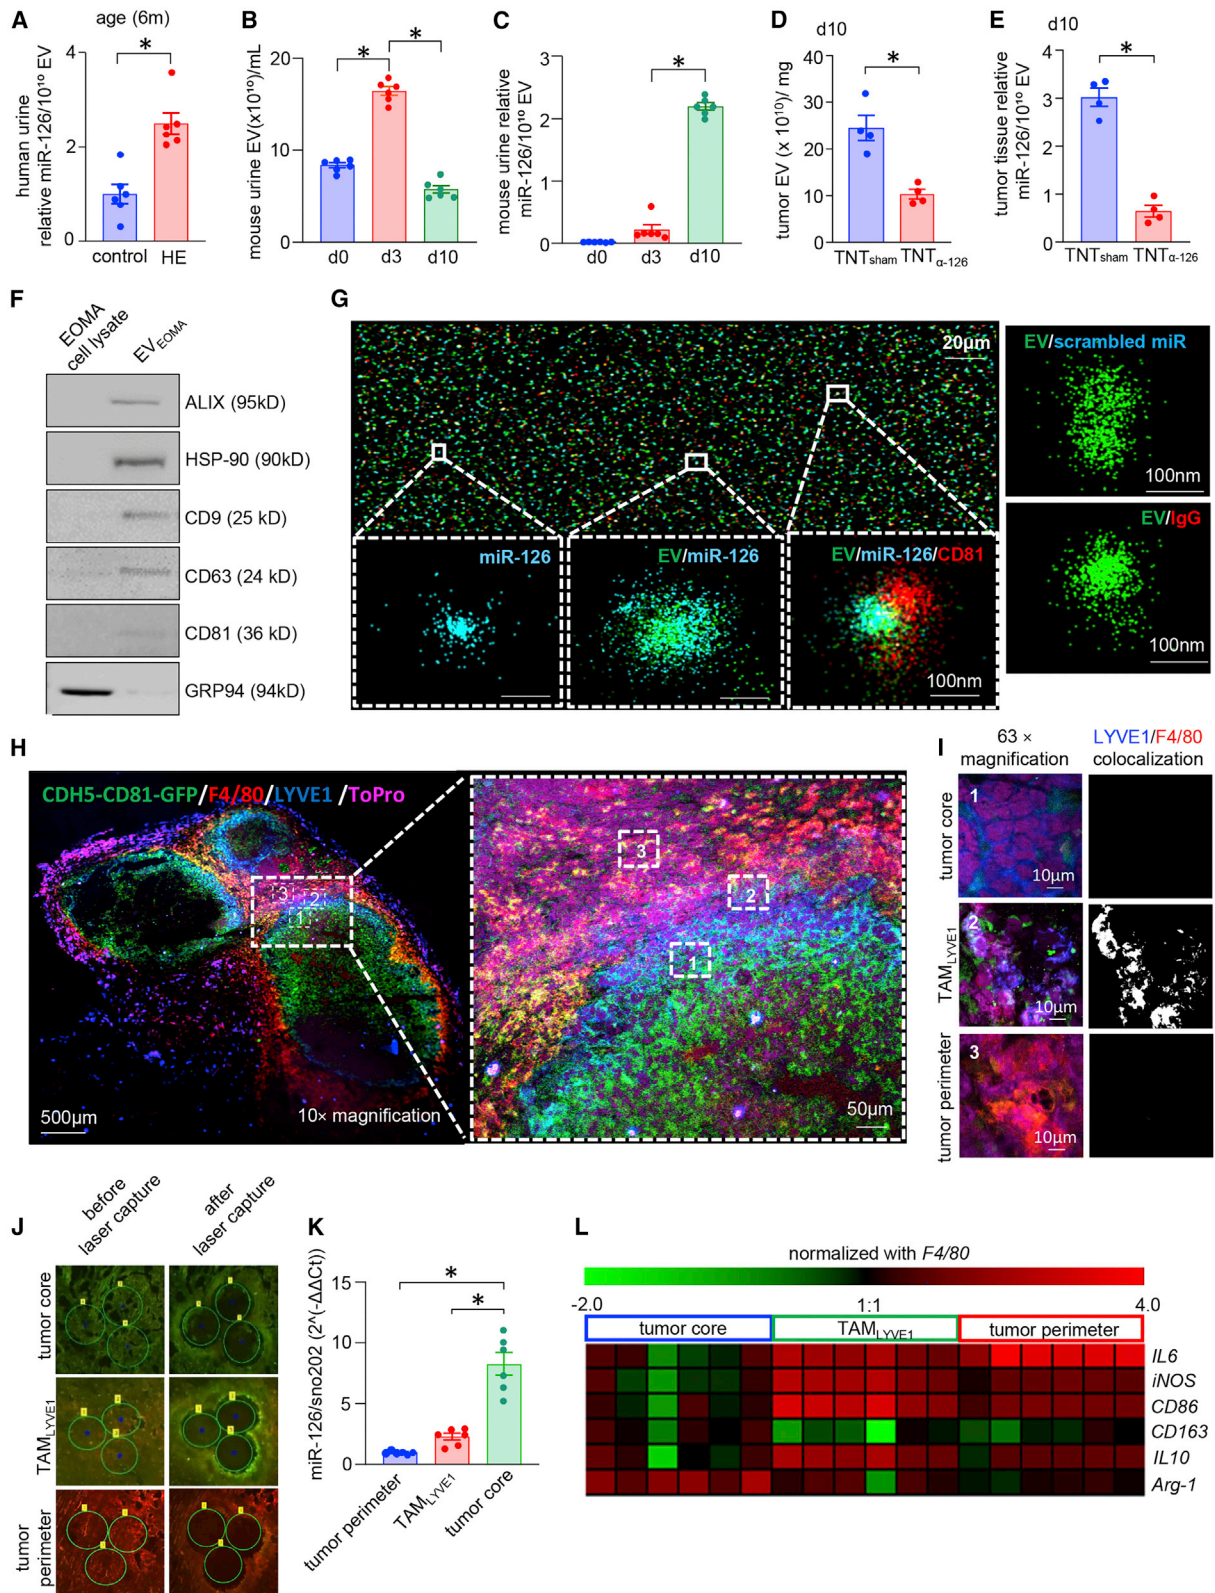 A
age (6m)
human urine
relative miR-126/10¹⁰ EV
4
2
0
*
control
HE
B
mouse urine EV(x10¹⁰)/mL
20
10
0
*
*
d0
d3
d10
C
mouse urine relative
miR-126/10¹⁰ EV
3
2
1
0
*
d0
d3
d10
D
d10
tumor EV (x 10¹⁰)/ mg
40
30
20
10
0
*
TNTsham
TNTα-126
E
d10
tumor tissue relative
miR-126/10¹⁰ EV
4
3
2
1
0
*
TNTsham
TNTα-126
F
EOMA
cell lysate
EVEOMA
ALIX (95kD)
HSP-90 (90kD)
CD9 (25 kD)
CD63 (24 kD)
CD81 (36 kD)
GRP94 (94kD)
G
20µm
miR-126
EV/miR-126
EV/miR-126/CD81
100nm
EV/scrambled miR
100nm
EV/IgG
100nm
H
CDH5-CD81-GFP/F4/80/LYVE1 /ToPro
3
2
1
500µm
10× magnification
3
2
1
50µm
I
63 ×
magnification
LYVE1/F4/80
colocalization
tumor core
1
10µm
TAMLYVE1
2
10µm
tumor perimeter
3
10µm
J
before
laser capture
after
laser capture
tumor core
TAMLYVE1
tumor
perimeter
K
miR-126/sno202 (2^(-ΔΔCt))
15
10
5
0
*
*
tumor perimeter
TAMLYVE1
tumor core
L
normalized with F4/80
-2.0
1:1
4.0
tumor core
TAMLYVE1
tumor perimeter
IL6
iNOS
CD86
CD163
IL10
Arg-1